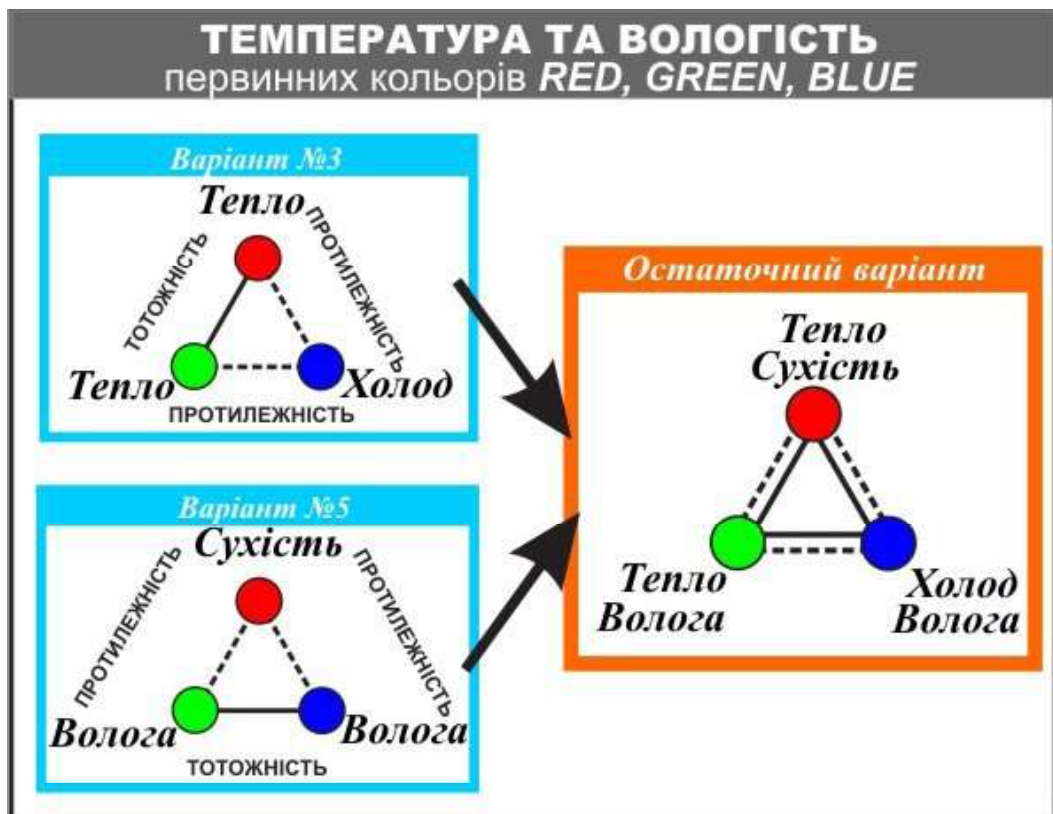 ТЕМПЕРАТУРА ТА ВОЛОГІСТЬ
первинних кольорів RED, GREEN, BLUE
Варіант №3
Тепло
ТОТОЖНІСТЬ
ПРОТИЛЕЖНІСТЬ
Тепло
Холод
ПРОТИЛЕЖНІСТЬ
Варіант №5
Сухість
ПРОТИЛЕЖНІСТЬ
ПРОТИЛЕЖНІСТЬ
Волога
Волога
ТОТОЖНІСТЬ
Остаточний варіант
Тепло
Сухість
Тепло
Волога
Холод
Волога